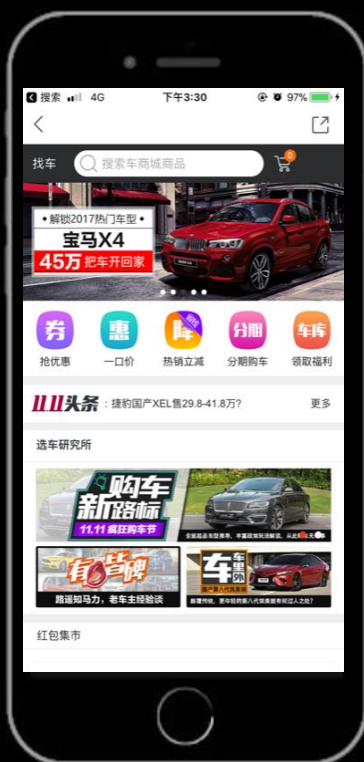 搜索 4G 下午3:30 97%
找车 搜索车商城商品 0
•解锁2017热门车型•
宝马X4
45万 把车开回家
券 惠 降 分期 车库
抢优惠 一口价 热销立减 分期购车 领取福利
11.11头条 : 捷豹国产XEL售29.8-41.8万? 更多
选车研究所
购车
新路标
11.11 疯狂购车节
有口皆碑
路遥知马力,老车主经验谈
车车里外
红包集市